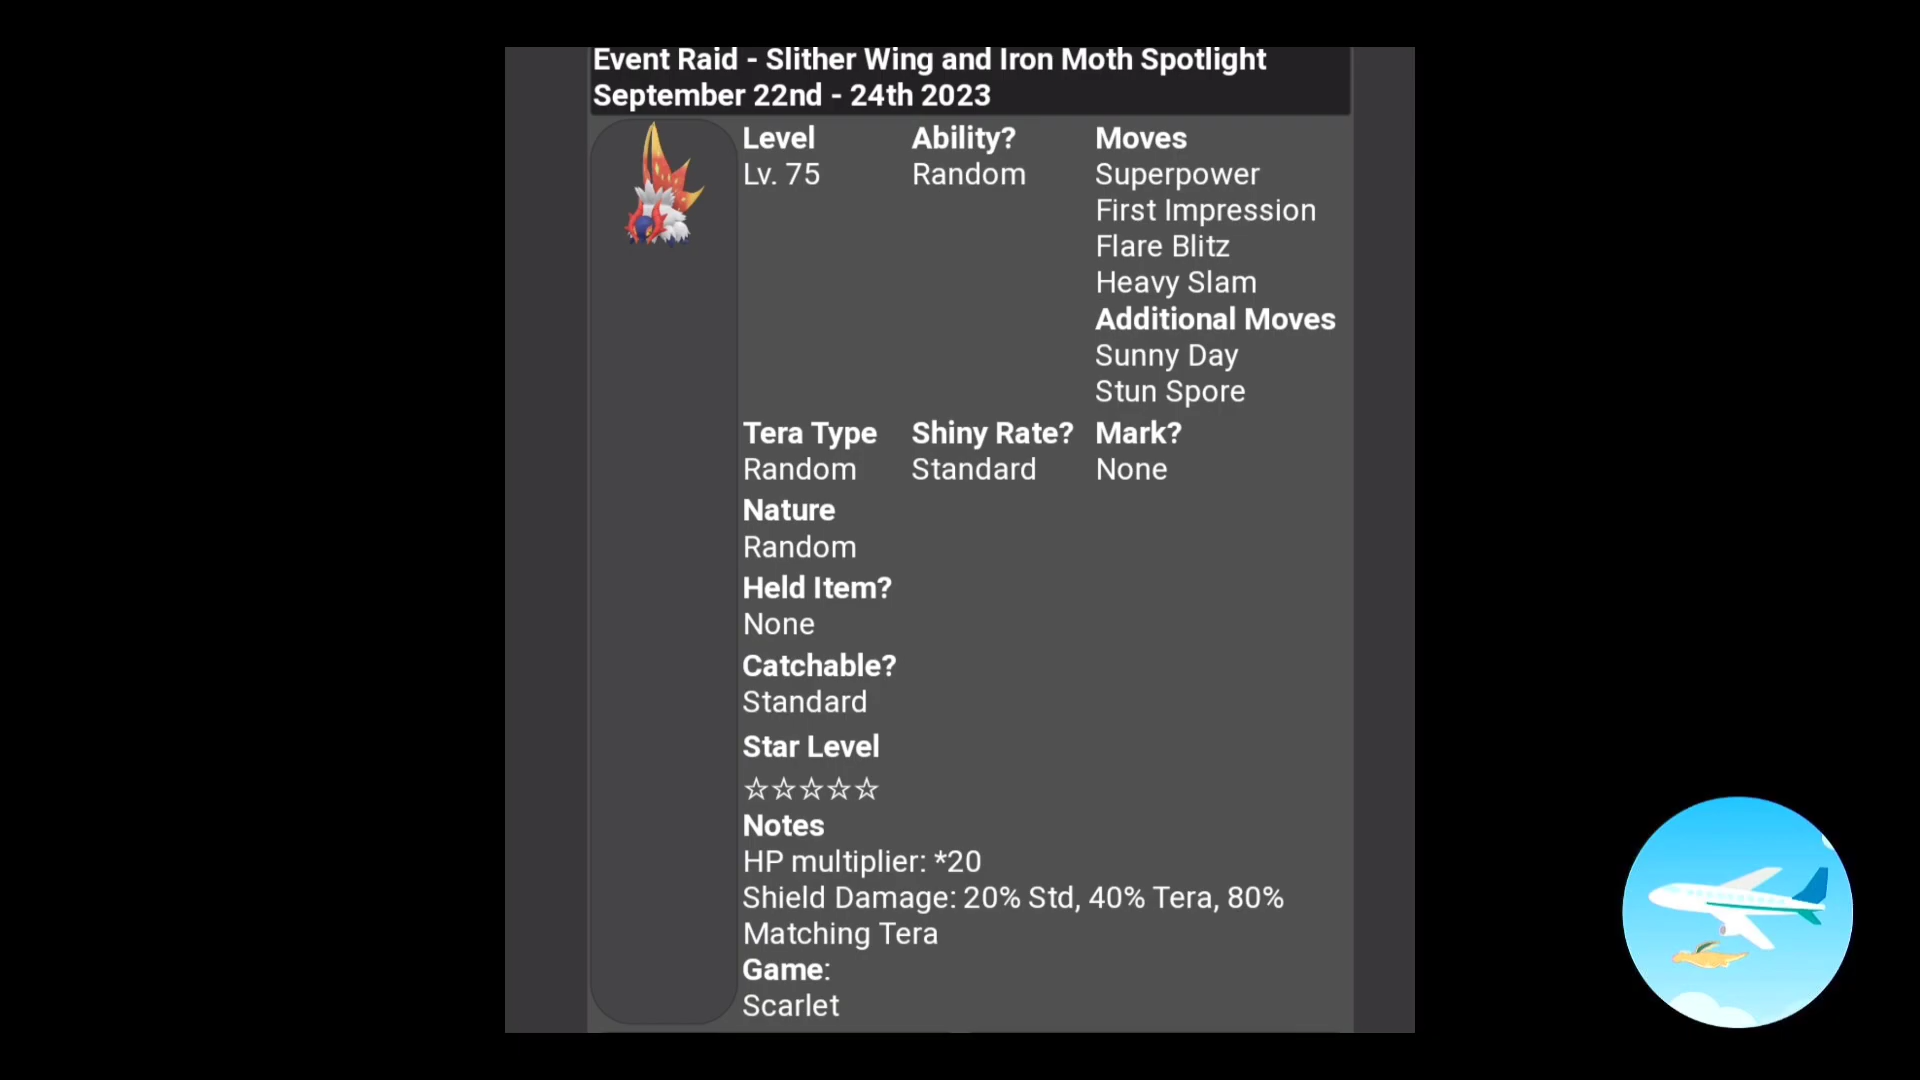 Event Raid - Slither Wing and Iron Moth Spotlight
September 22nd - 24th 2023
Level
Ability?
Moves
Lv. 75
Random
Superpower
First Impression
Flare Blitz
Heavy Slam
Additional Moves
Sunny Day
Stun Spore
Tera Type
Shiny Rate?
Mark?
Random
Standard
None
Nature
Random
Held Item?
None
Catchable?
Standard
Star Level
☆☆☆☆☆
Notes
HP multiplier: *20
Shield Damage: 20% Std, 40% Tera, 80%
Matching Tera
Game:
Scarlet